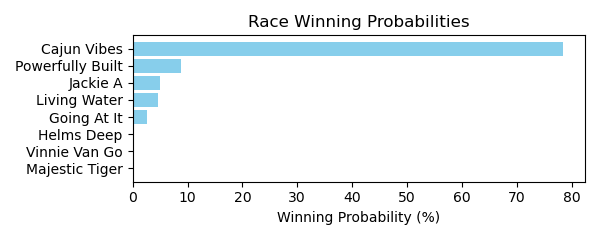 Race Winning Probabilities
Cajun Vibes
Powerfully Built
Jackie A
Living Water
Going At It
Helms Deep
Vinnie Van Go
Majestic Tiger
0 10 20 30 40 50 60 70 80
Winning Probability (%)